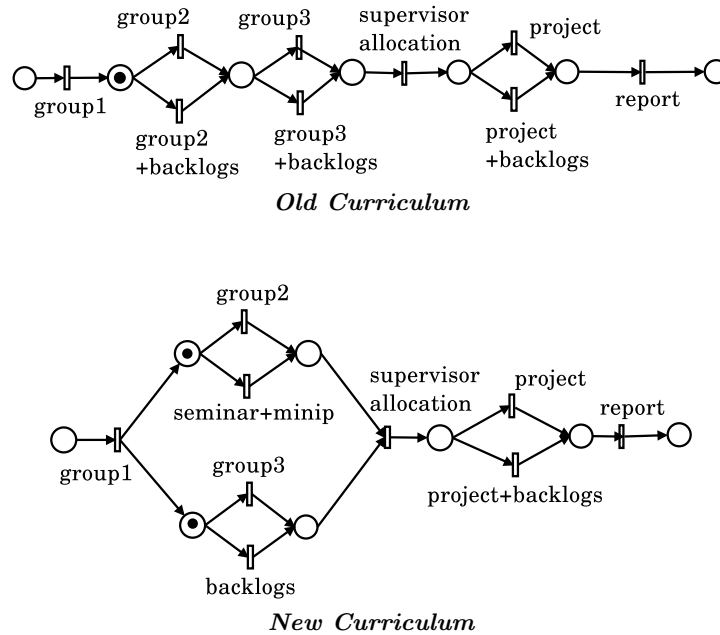 group2
group3
supervisor
allocation
project
group1
group2
+backlogs
group3
+backlogs
project
+backlogs
report
Old Curriculum
group2
seminar+minip
supervisor
allocation
project
report
group1
group3
project+backlogs
backlogs
New Curriculum